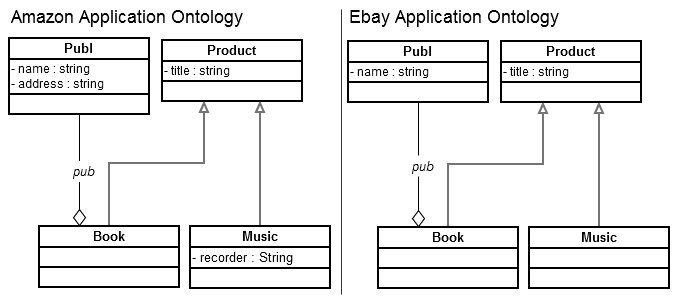 Amazon Application Ontology
Publ
- name : string
- address : string
Product
- title : string
pub
Book
Music
- recorder : String
Ebay Application Ontology
Publ
- name : string
Product
- title : string
pub
Book
Music